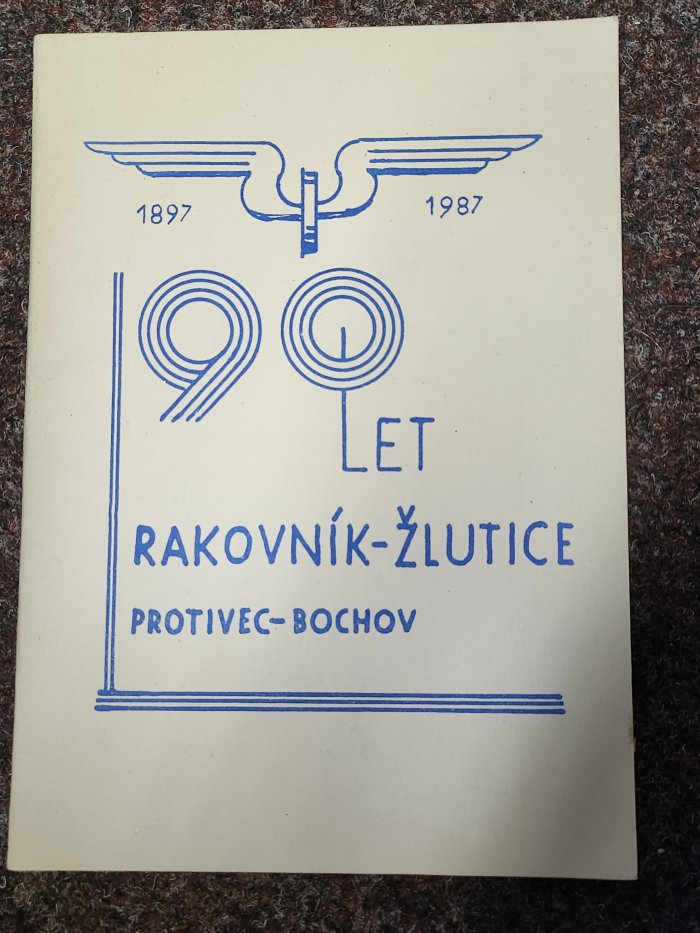 1897 1987
90
LET
RAKOVNÍK-ŽLUTICE
PROTIVEC-BOCHOV